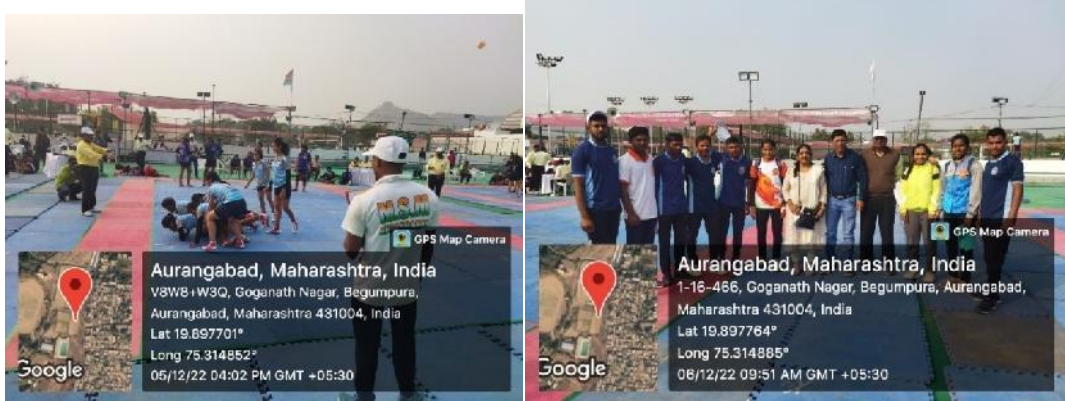 M.S.M
GPS Map Camera
Aurangabad, Maharashtra, India
V8W8+W3Q, Goganath Nagar, Begumpura,
Aurangabad, Maharashtra 431004, India
Lat 19.897701°
Long 75.314852°
05/12/22 04:02 PM GMT +05:30
Google
GPS Map Camera
Aurangabad, Maharashtra, India
1-16-466, Goganath Nagar, Begumpura, Aurangabad,
Maharashtra 431004, India
Lat 19.897764°
Long 75.314885°
06/12/22 09:51 AM GMT +05:30
Google